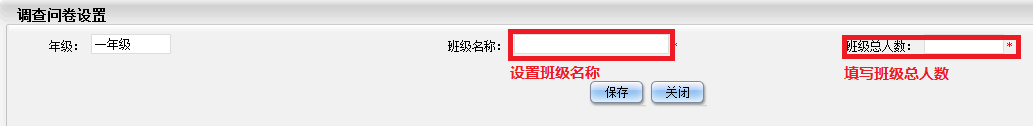 调查问卷设置
年级： 一年级 班级名称： * 班级总人数： *
设置班级名称 填写班级总人数
保存 关闭